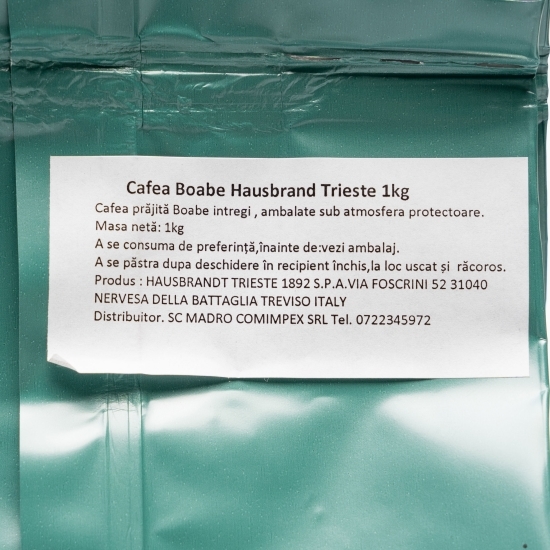 Cafea Boabe Hausbrand Trieste 1kg
Cafea prăjită Boabe intregi , ambalate sub atmosfera protectoare.
Masa netă: 1kg
A se consuma de preferință,înainte de:vezi ambalaj.
A se păstra dupa deschidere în recipient închis,la loc uscat și răcoros.
Produs : HAUSBRANDT TRIESTE 1892 S.P.A.VIA FOSCRINI 52 31040
NERVESA DELLA BATTAGLIA TREVISO ITALY
Distribuitor. SC MADRO COMIMPEX SRL Tel. 0722345972